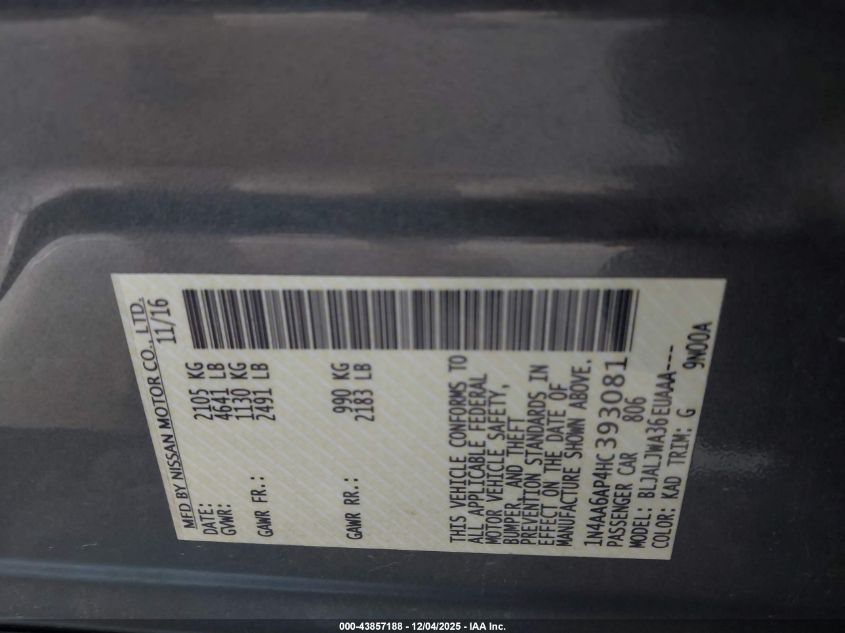 MFD BY NISSAN MOTOR CO., LTD.
DATE: 11/16
GVWR: 2105 KG
4641 LB
GAWR FR.: 1130 KG
2491 LB
GAWR RR.: 990 KG
2183 LB
THIS VEHICLE CONFORMS TO
ALL APPLICABLE FEDERAL
MOTOR VEHICLE SAFETY,
BUMPER, AND THEFT
PREVENTION STANDARDS IN
EFFECT ON THE DATE OF
MANUFACTURE SHOWN ABOVE.
1N4AA6AP4HC393081
PASSENGER CAR 806
MODEL: BLJALJWA36EUAAA---
COLOR: KAD TRIM: G 9N00A
000-43857188 - 12/04/2025 - IAA Inc.